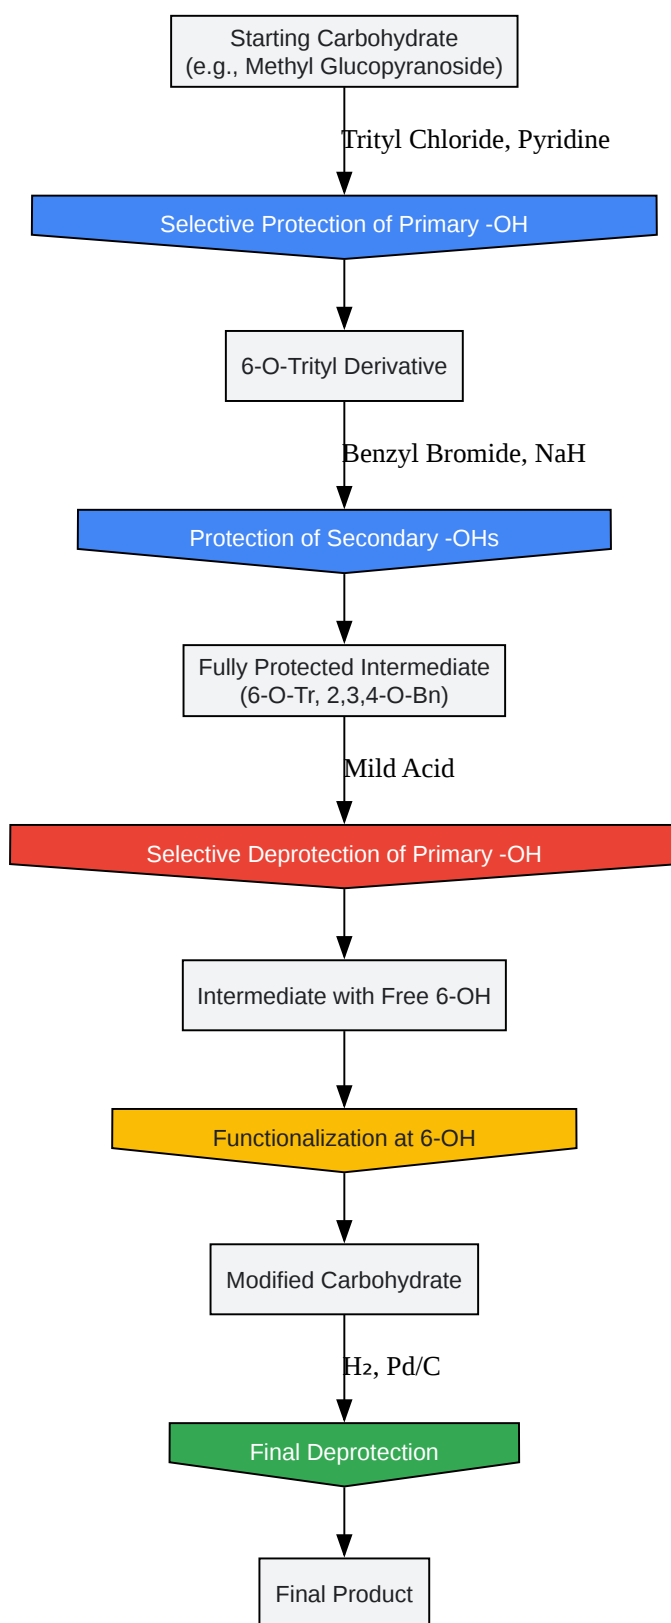 Starting Carbohydrate
(e.g., Methyl Glucopyranoside)
Trityl Chloride, Pyridine
Selective Protection of Primary -OH
6-O-Trityl Derivative
Benzyl Bromide, NaH
Protection of Secondary -OHs
Fully Protected Intermediate
(6-O-Tr, 2,3,4-O-Bn)
Mild Acid
Selective Deprotection of Primary -OH
Intermediate with Free 6-OH
Functionalization at 6-OH
Modified Carbohydrate
H₂, Pd/C
Final Deprotection
Final Product